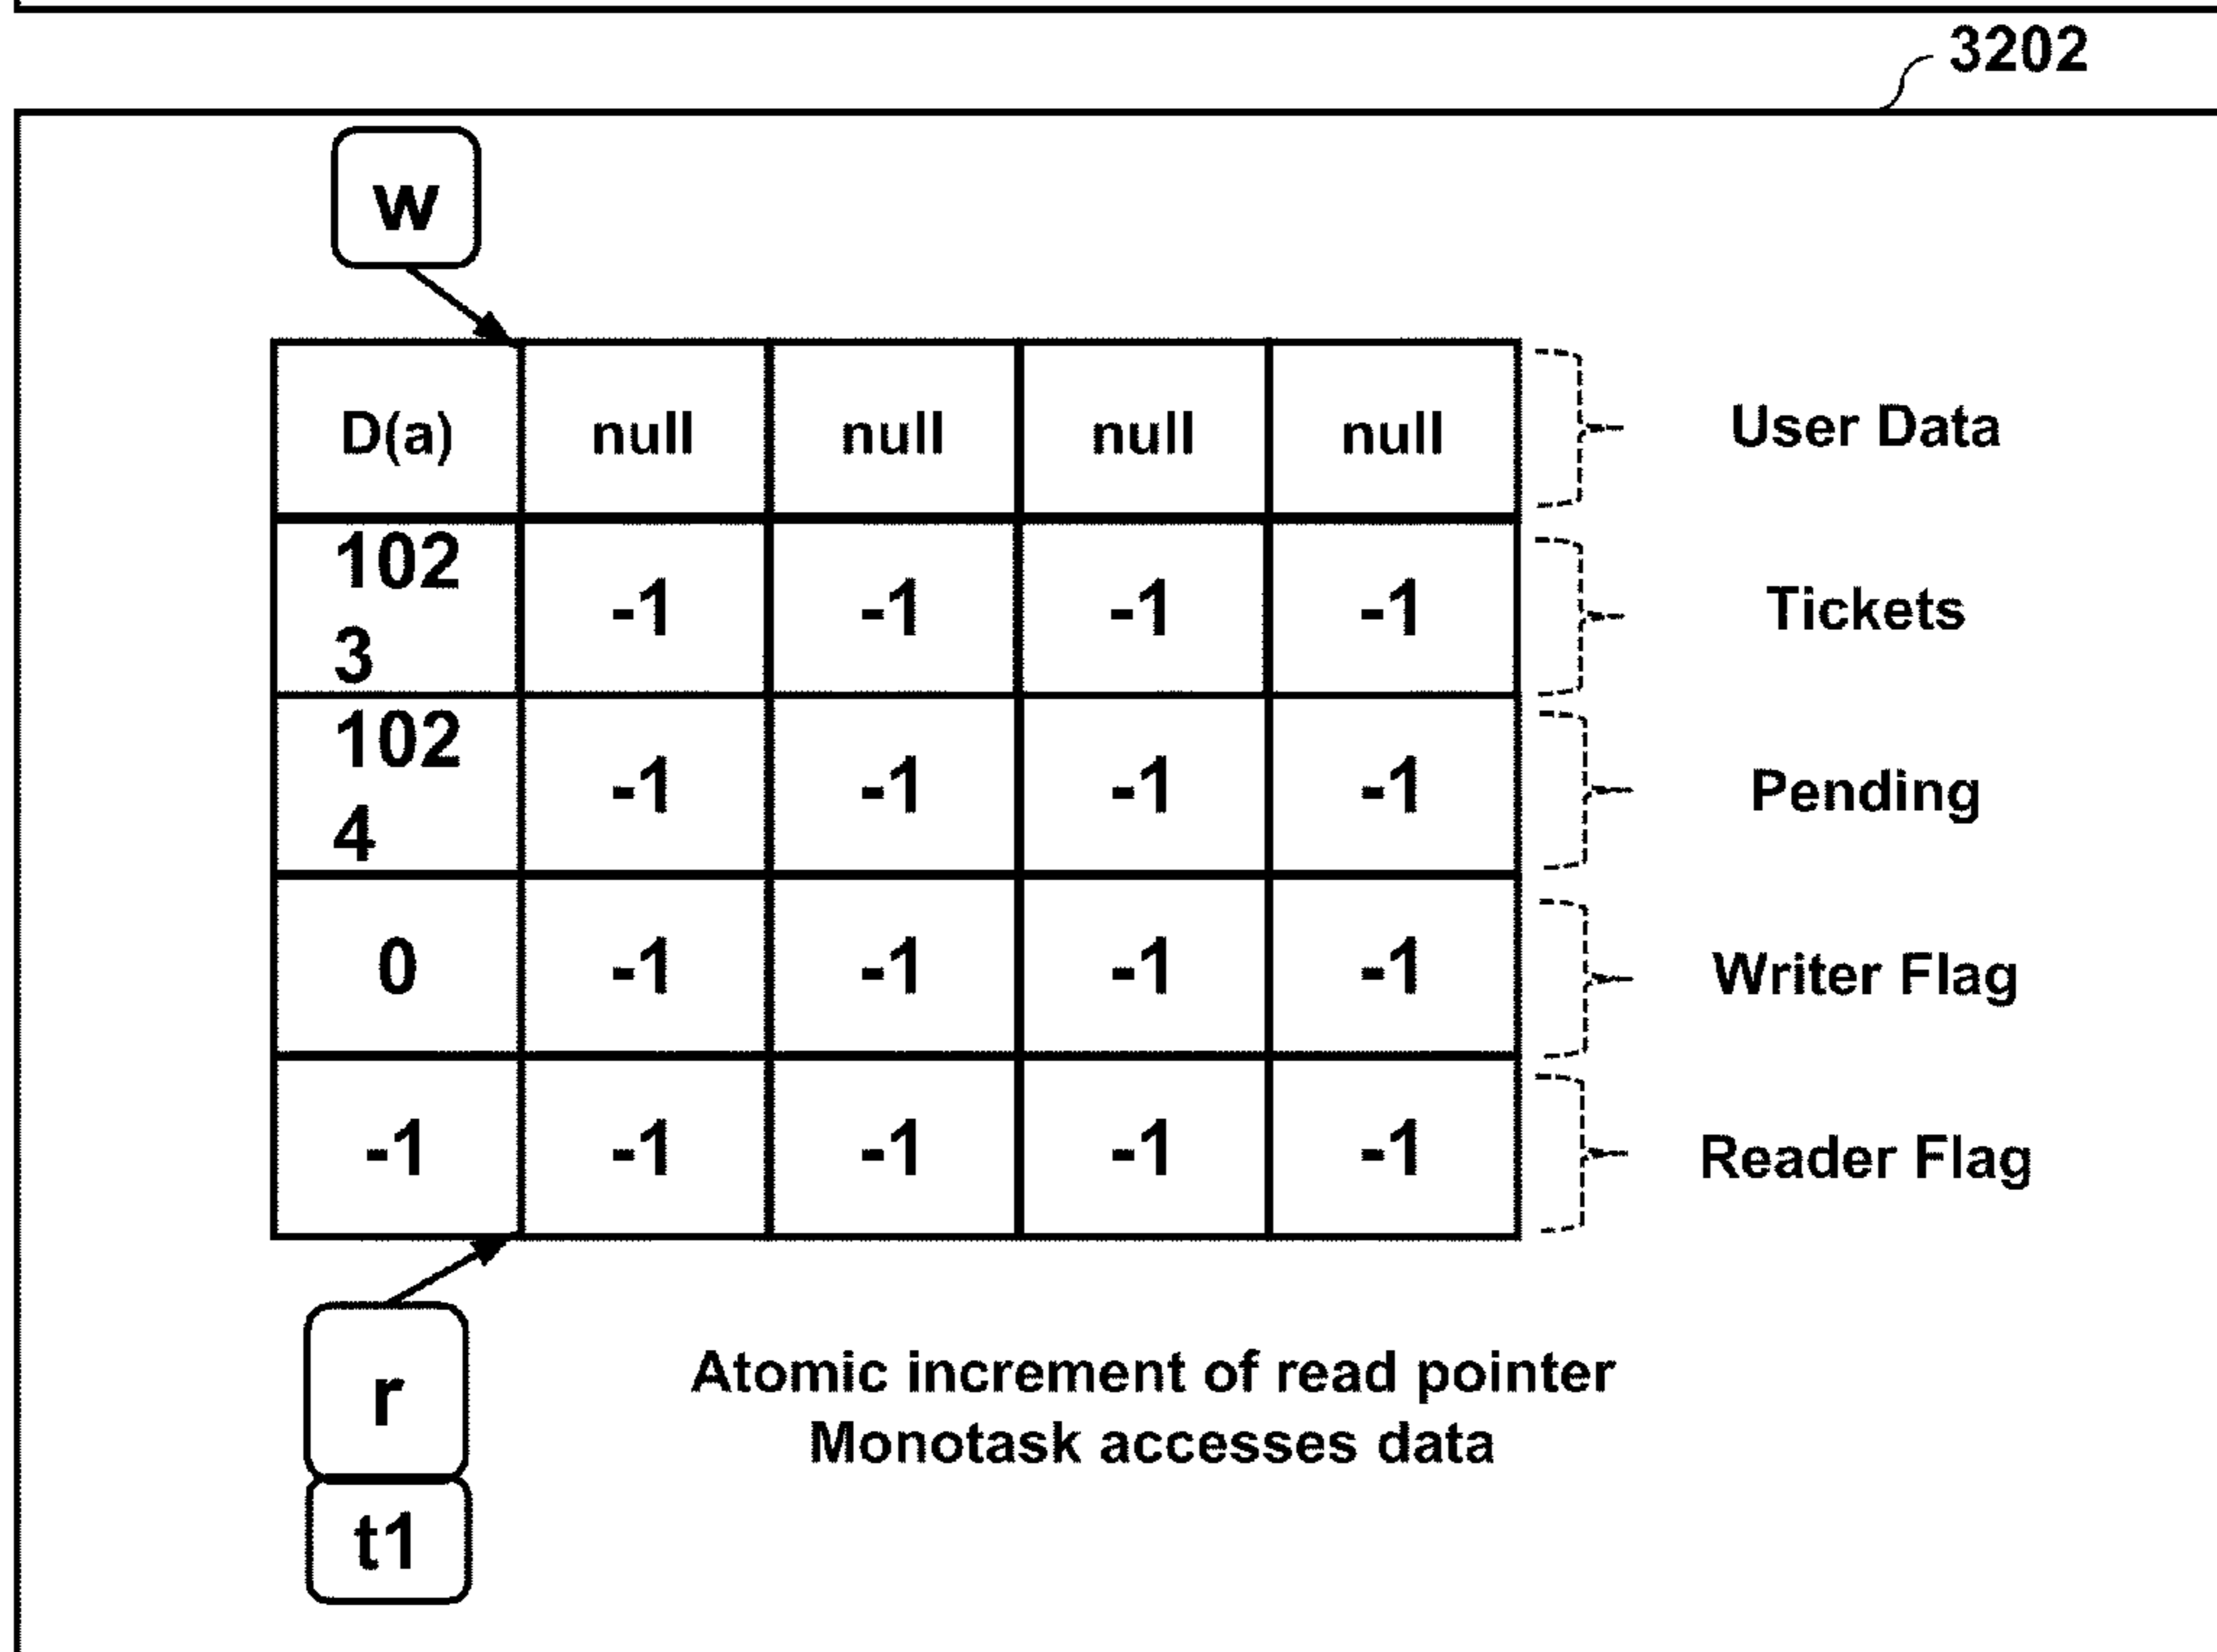 3202
w
D(a) null null null null User Data
102
3 -1 -1 -1 -1 Tickets
102
4 -1 -1 -1 -1 Pending
0 -1 -1 -1 -1 Writer Flag
-1 -1 -1 -1 -1 Reader Flag
r
Atomic increment of read pointer
Monotask accesses data
t1